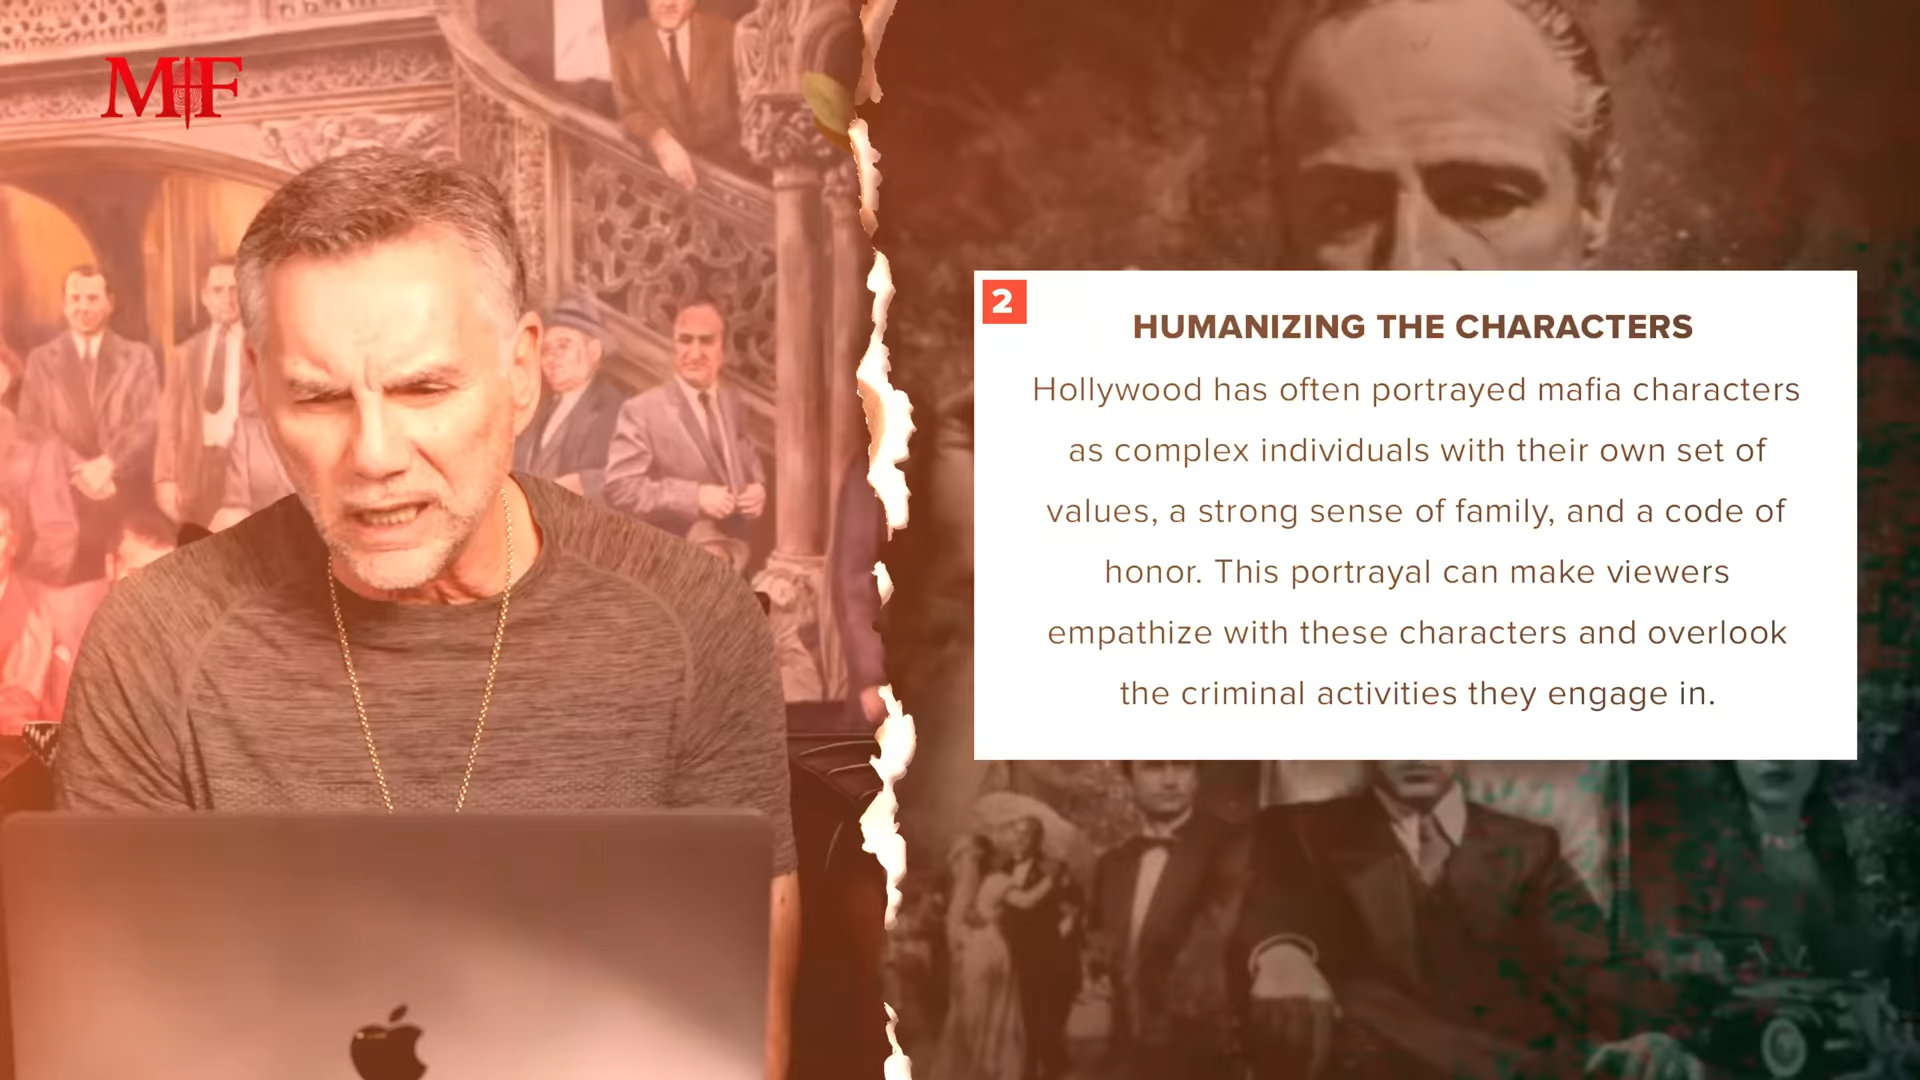 MF
2
HUMANIZING THE CHARACTERS
Hollywood has often portrayed mafia characters
as complex individuals with their own set of
values, a strong sense of family, and a code of
honor. This portrayal can make viewers
empathize with these characters and overlook
the criminal activities they engage in.